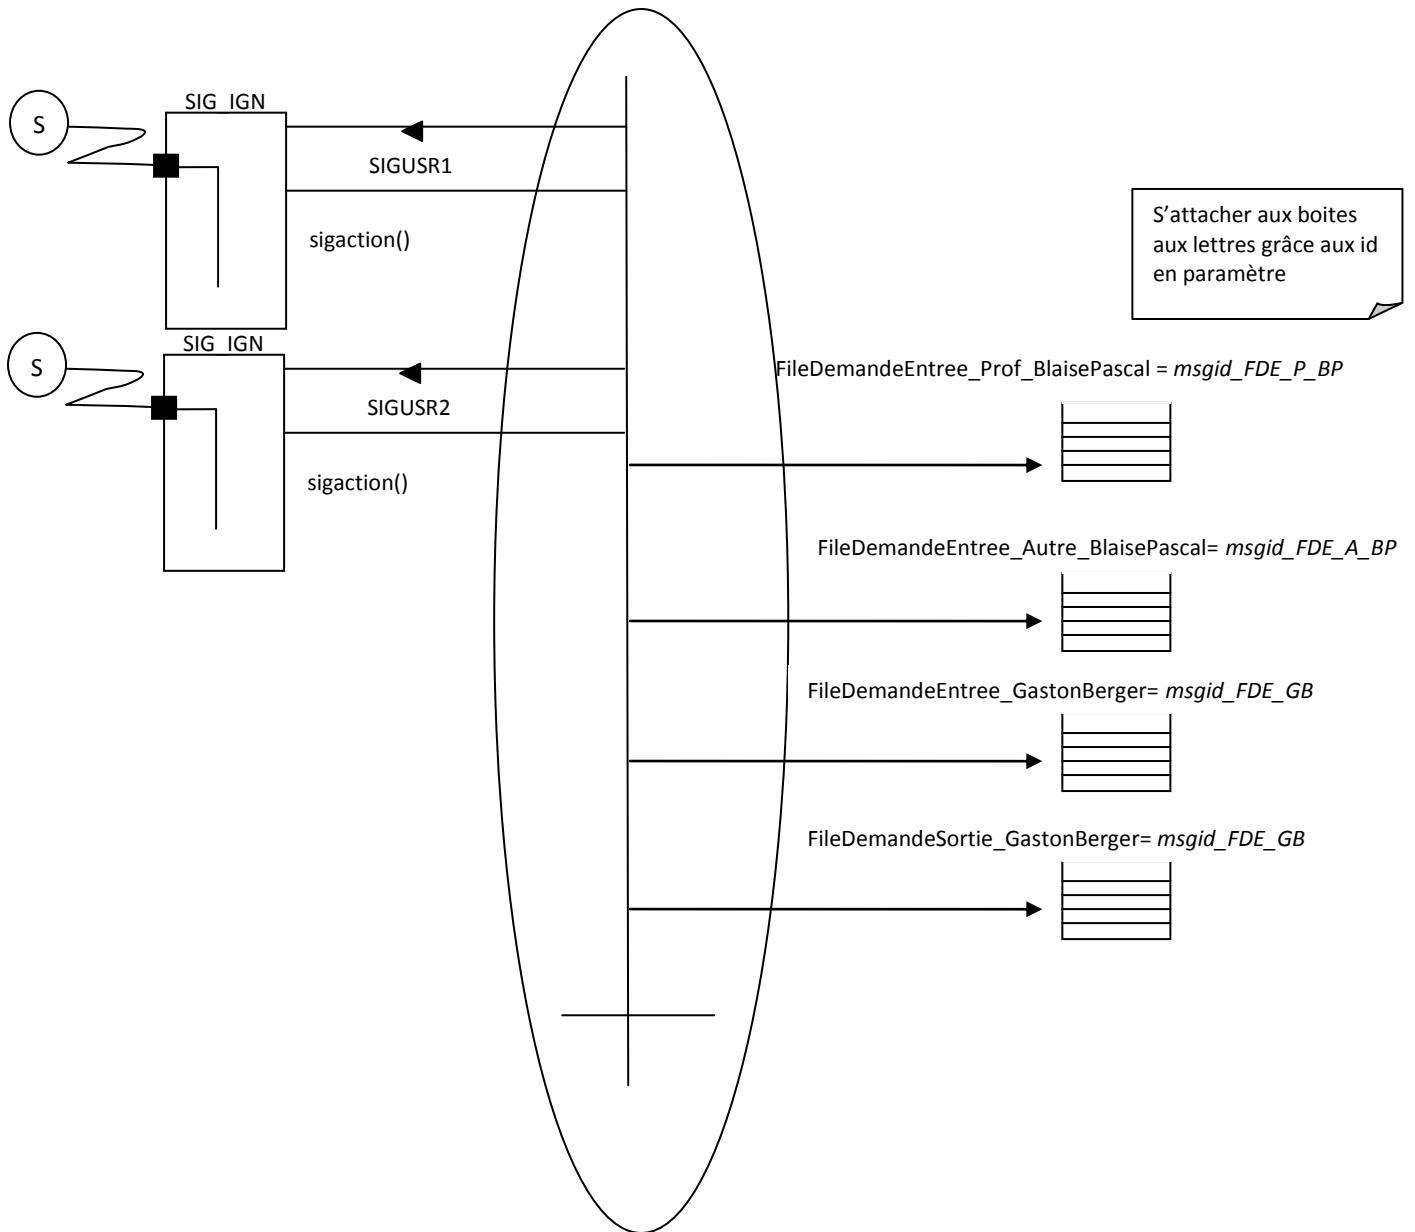 SIG_IGN
S
SIGUSR1
sigaction()
S'attacher aux boites
aux lettres grâce aux id
en paramètre
SIG_IGN
S
SIGUSR2
sigaction()
FileDemandeEntree_Prof_BlaisePascal = msgid_FDE_P_BP
FileDemandeEntree_Autre_BlaisePascal= msgid_FDE_A_BP
FileDemandeEntree_GastonBerger= msgid_FDE_GB
FileDemandeSortie_GastonBerger= msgid_FDE_GB